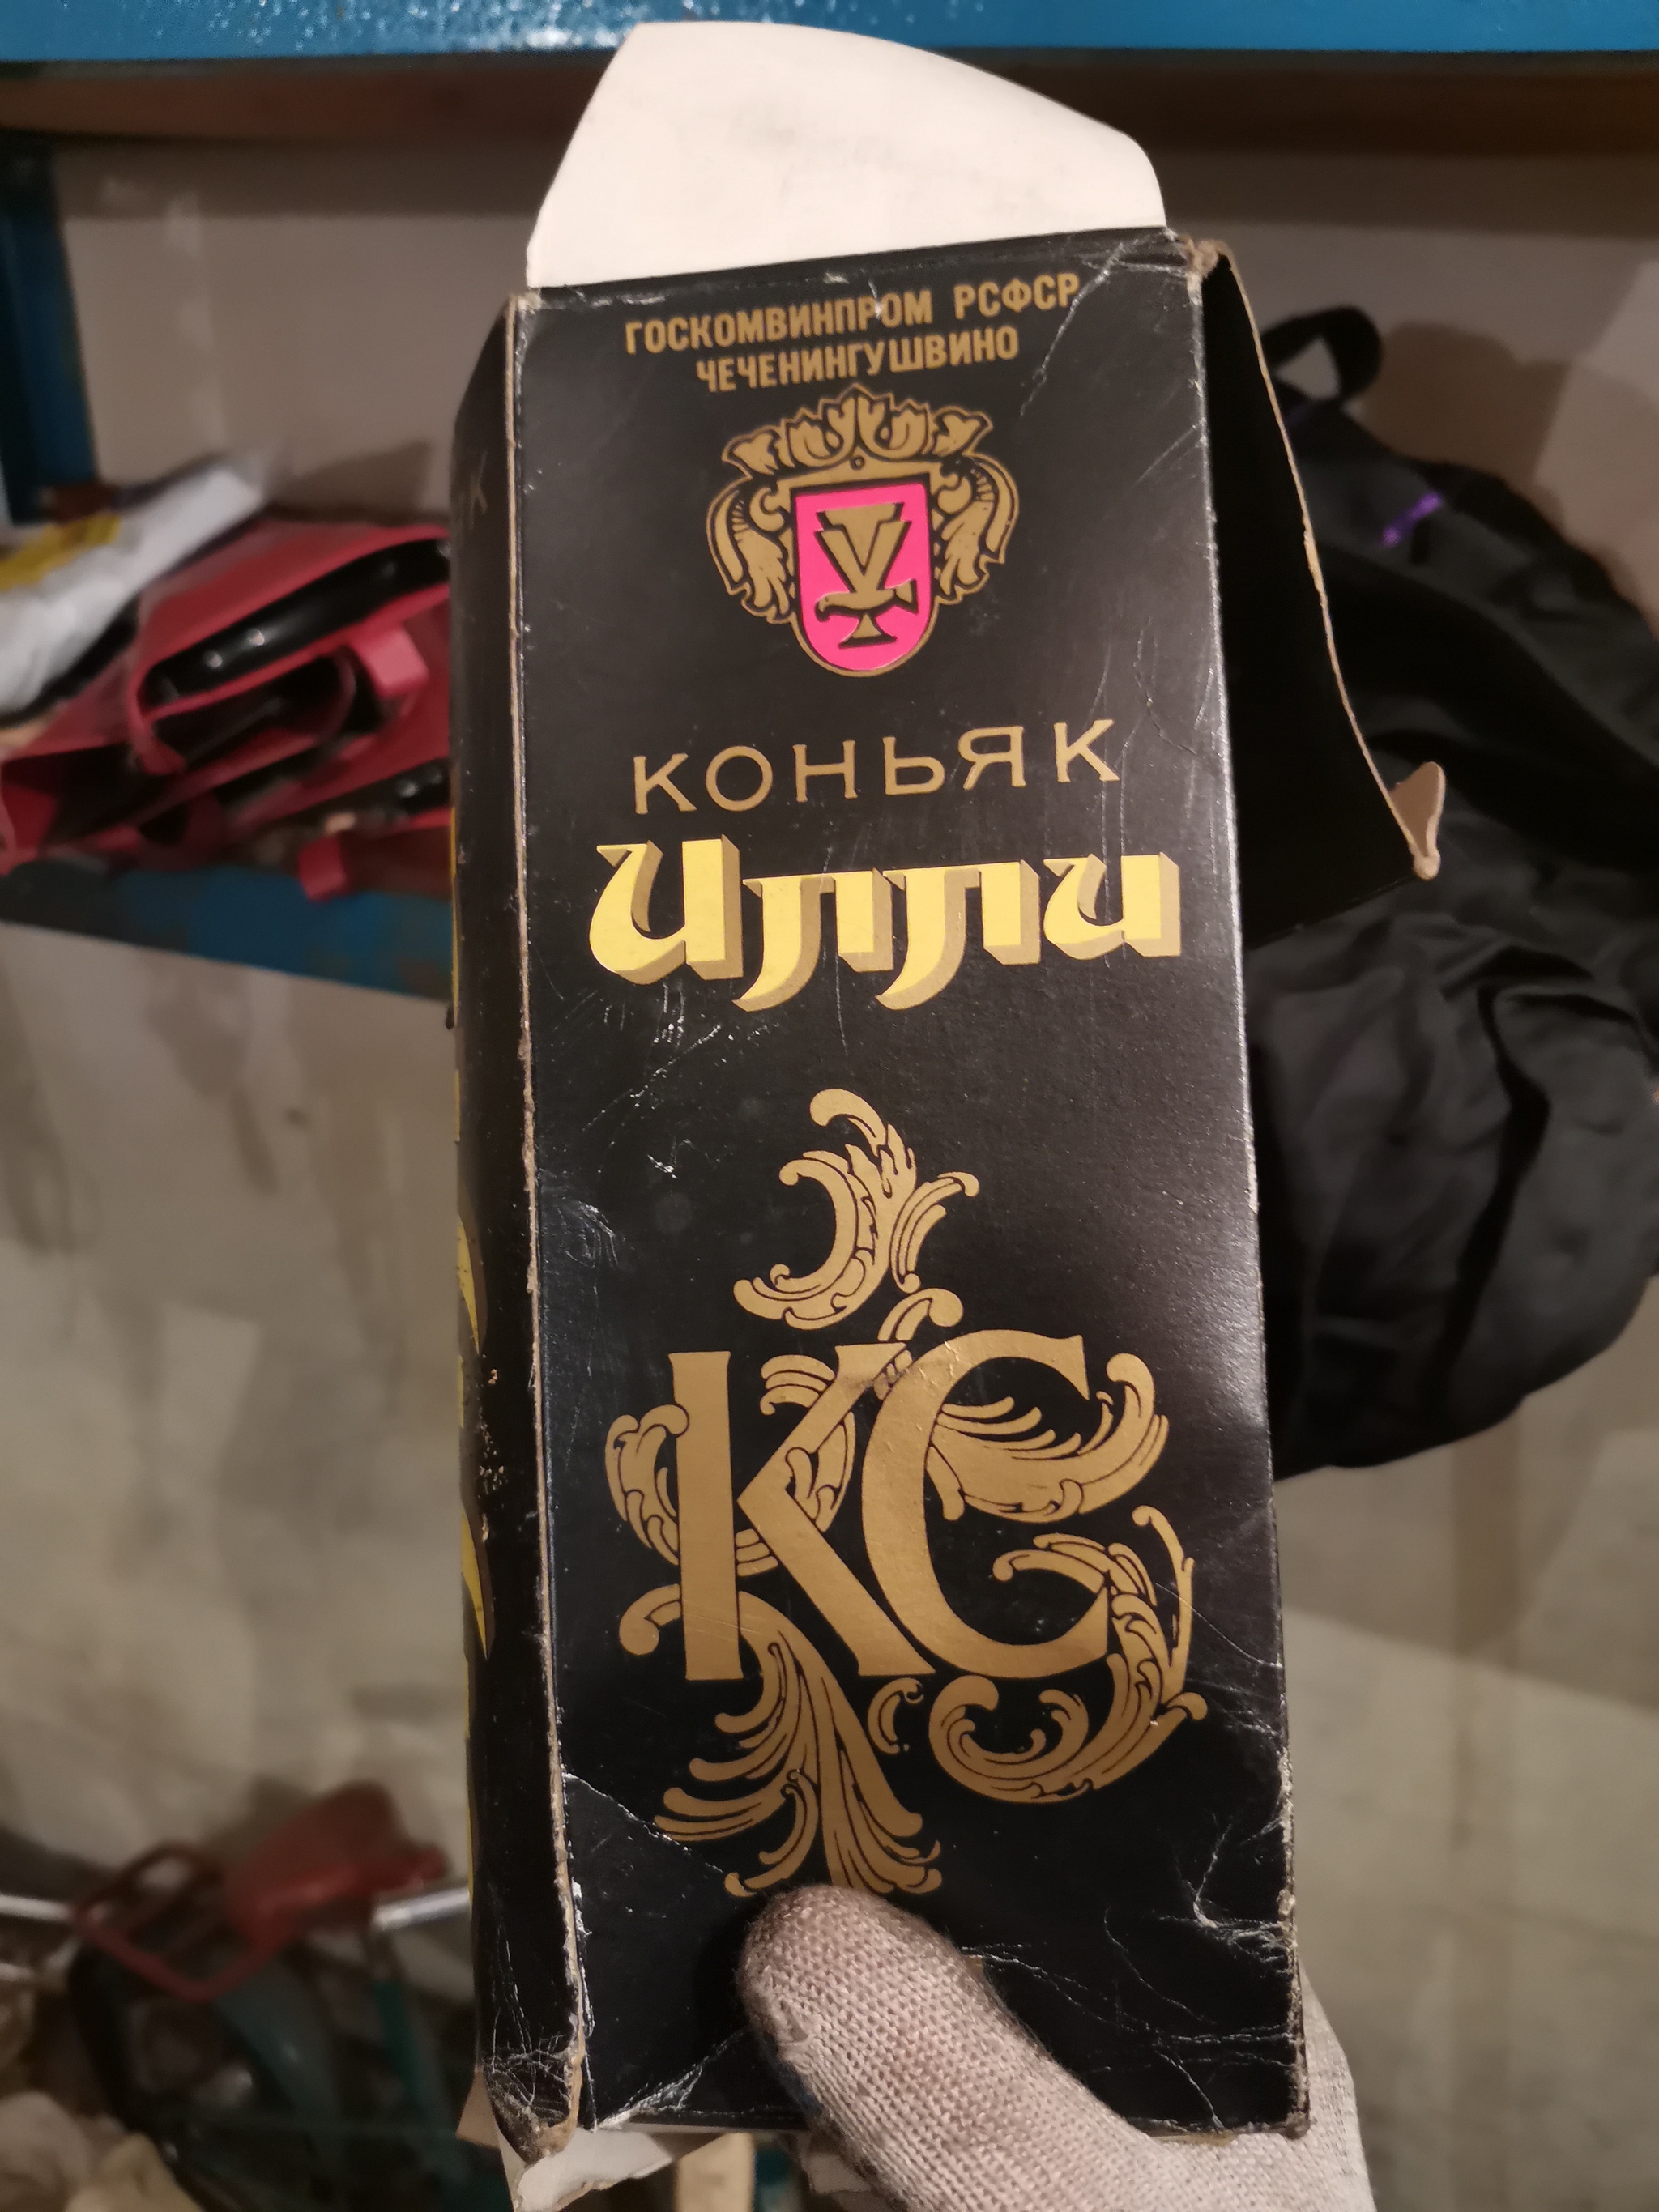 ГОСКОМВИНПРОМ РСФСР
ЧЕЧЕНИНГУШВИНО
КОНЬЯК
Илли
КС